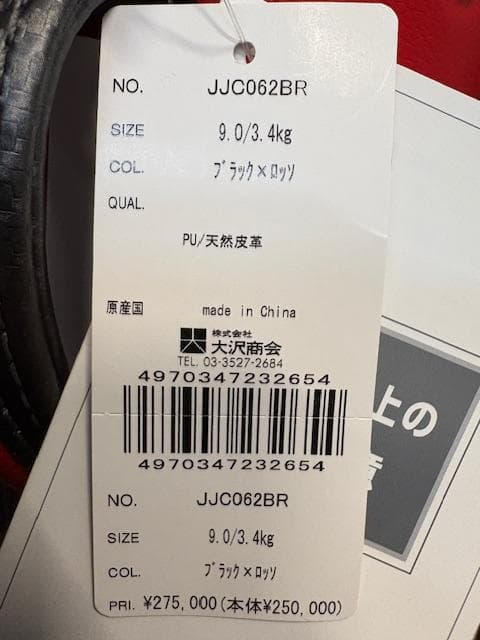 NO. JJC062BR
SIZE 9.0/3.4kg
COL. ﾌﾞﾗｯｸ×ﾛｯｿ
QUAL.
PU/天然皮革
原産国 made in China
株式会社
大沢商会
TEL. 03-3527-2684
4970347232654
4970347232654
NO. JJC062BR
SIZE 9.0/3.4kg
COL. ﾌﾞﾗｯｸ×ﾛｯｿ
PRI. ¥275,000(本体¥250,000)
上の